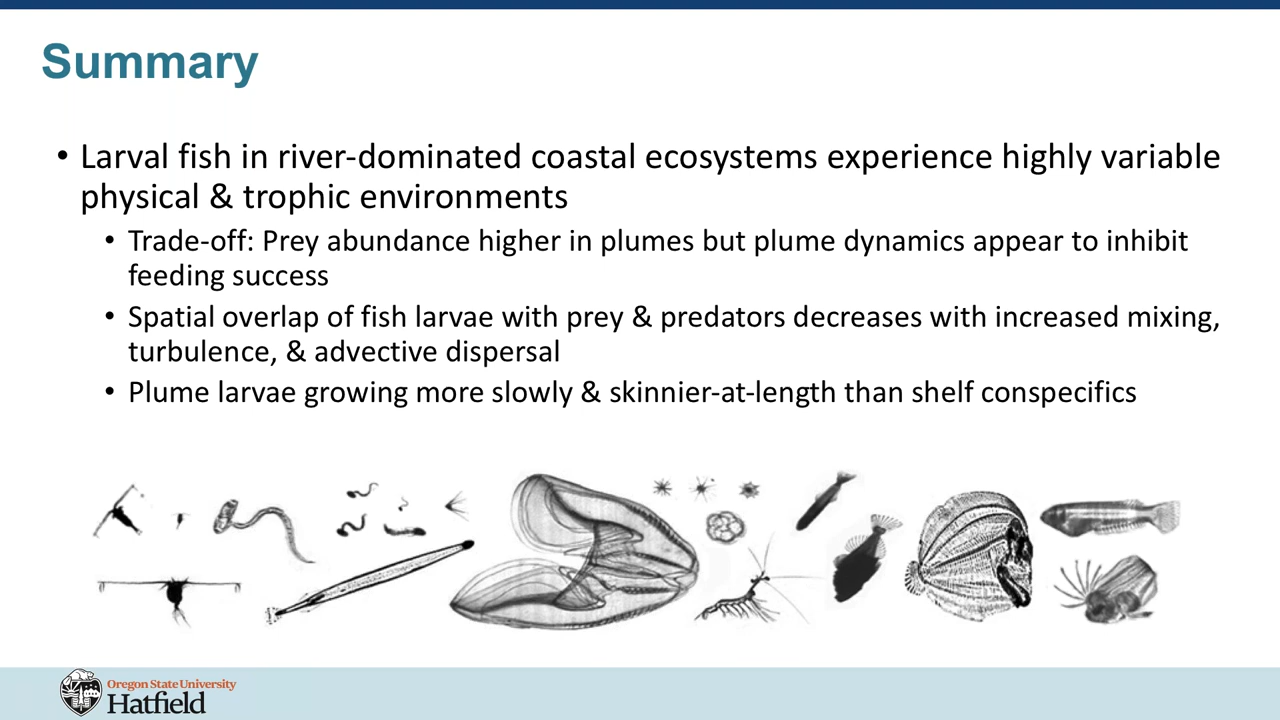 Summary
• Larval fish in river-dominated coastal ecosystems experience highly variable
physical & trophic environments
• Trade-off: Prey abundance higher in plumes but plume dynamics appear to inhibit
feeding success
• Spatial overlap of fish larvae with prey & predators decreases with increased mixing,
turbulence, & advective dispersal
• Plume larvae growing more slowly & skinnier-at-length than shelf conspecifics
Oregon State University
Hatfield